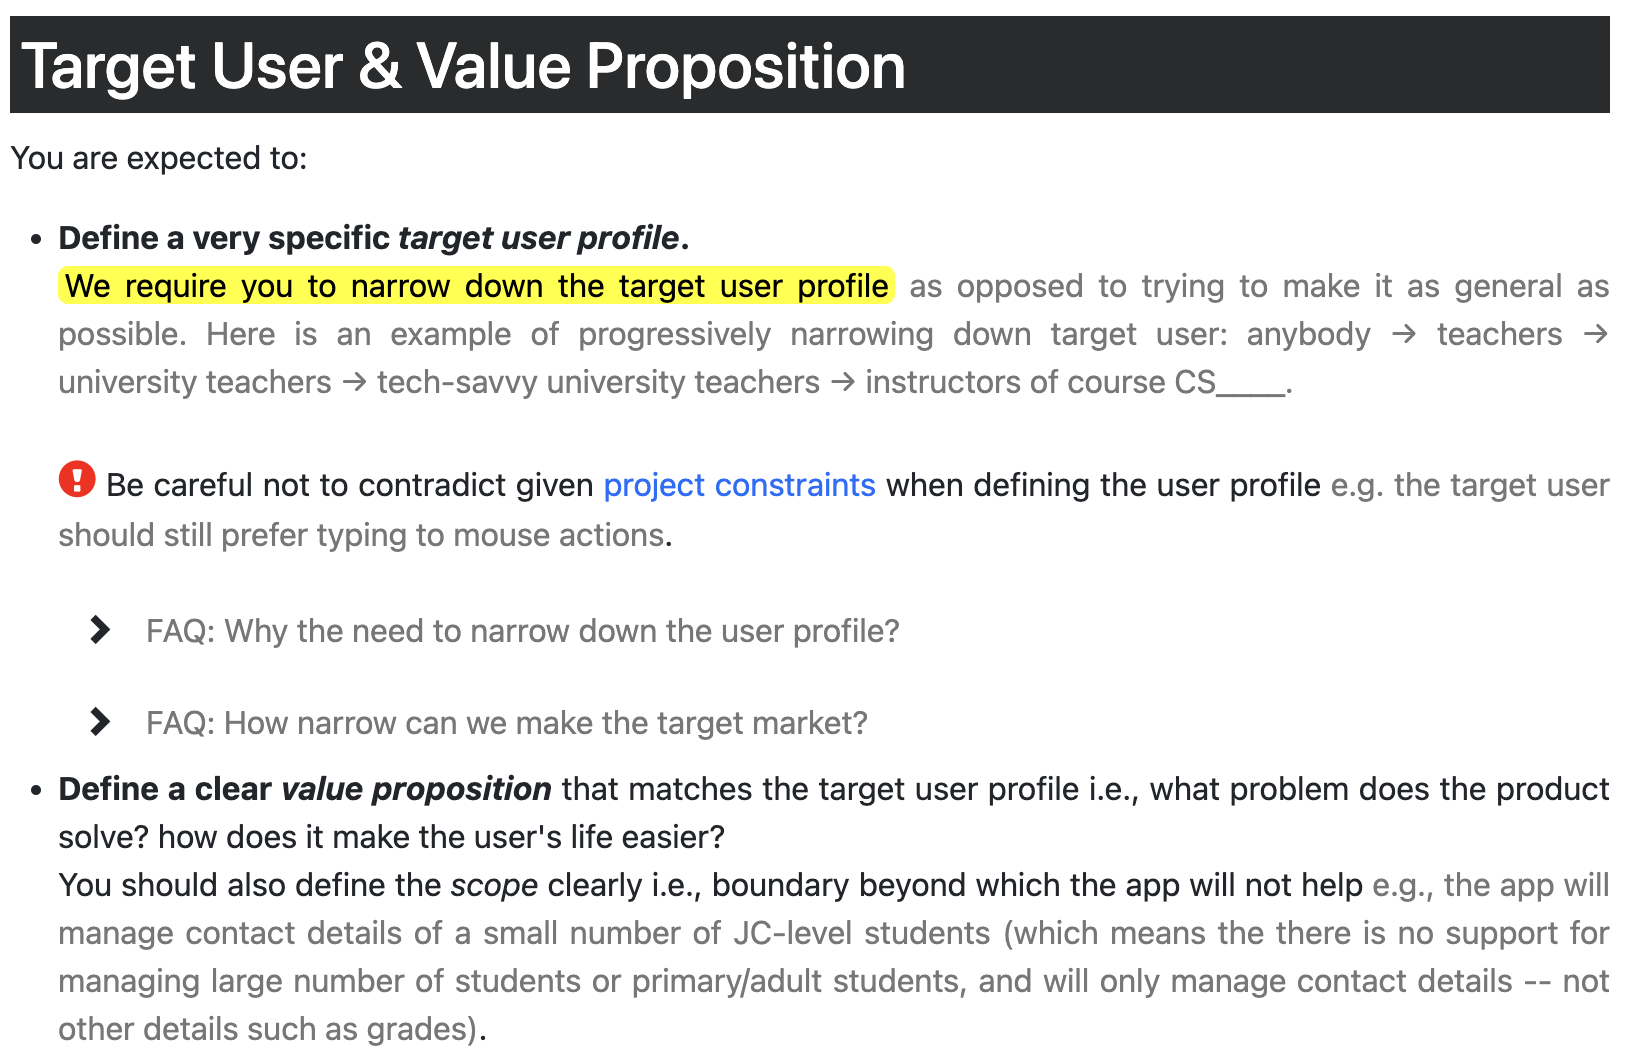 Target User & Value Proposition
You are expected to:
• Define a very specific target user profile.
We require you to narrow down the target user profile as opposed to trying to make it as general as
possible. Here is an example of progressively narrowing down target user: anybody → teachers →
university teachers → tech-savvy university teachers → instructors of course CS____.
Be careful not to contradict given project constraints when defining the user profile e.g. the target user
should still prefer typing to mouse actions.
FAQ: Why the need to narrow down the user profile?
FAQ: How narrow can we make the target market?
• Define a clear value proposition that matches the target user profile i.e., what problem does the product
solve? how does it make the user's life easier?
You should also define the scope clearly i.e., boundary beyond which the app will not help e.g., the app will
manage contact details of a small number of JC-level students (which means the there is no support for
managing large number of students or primary/adult students, and will only manage contact details -- not
other details such as grades).